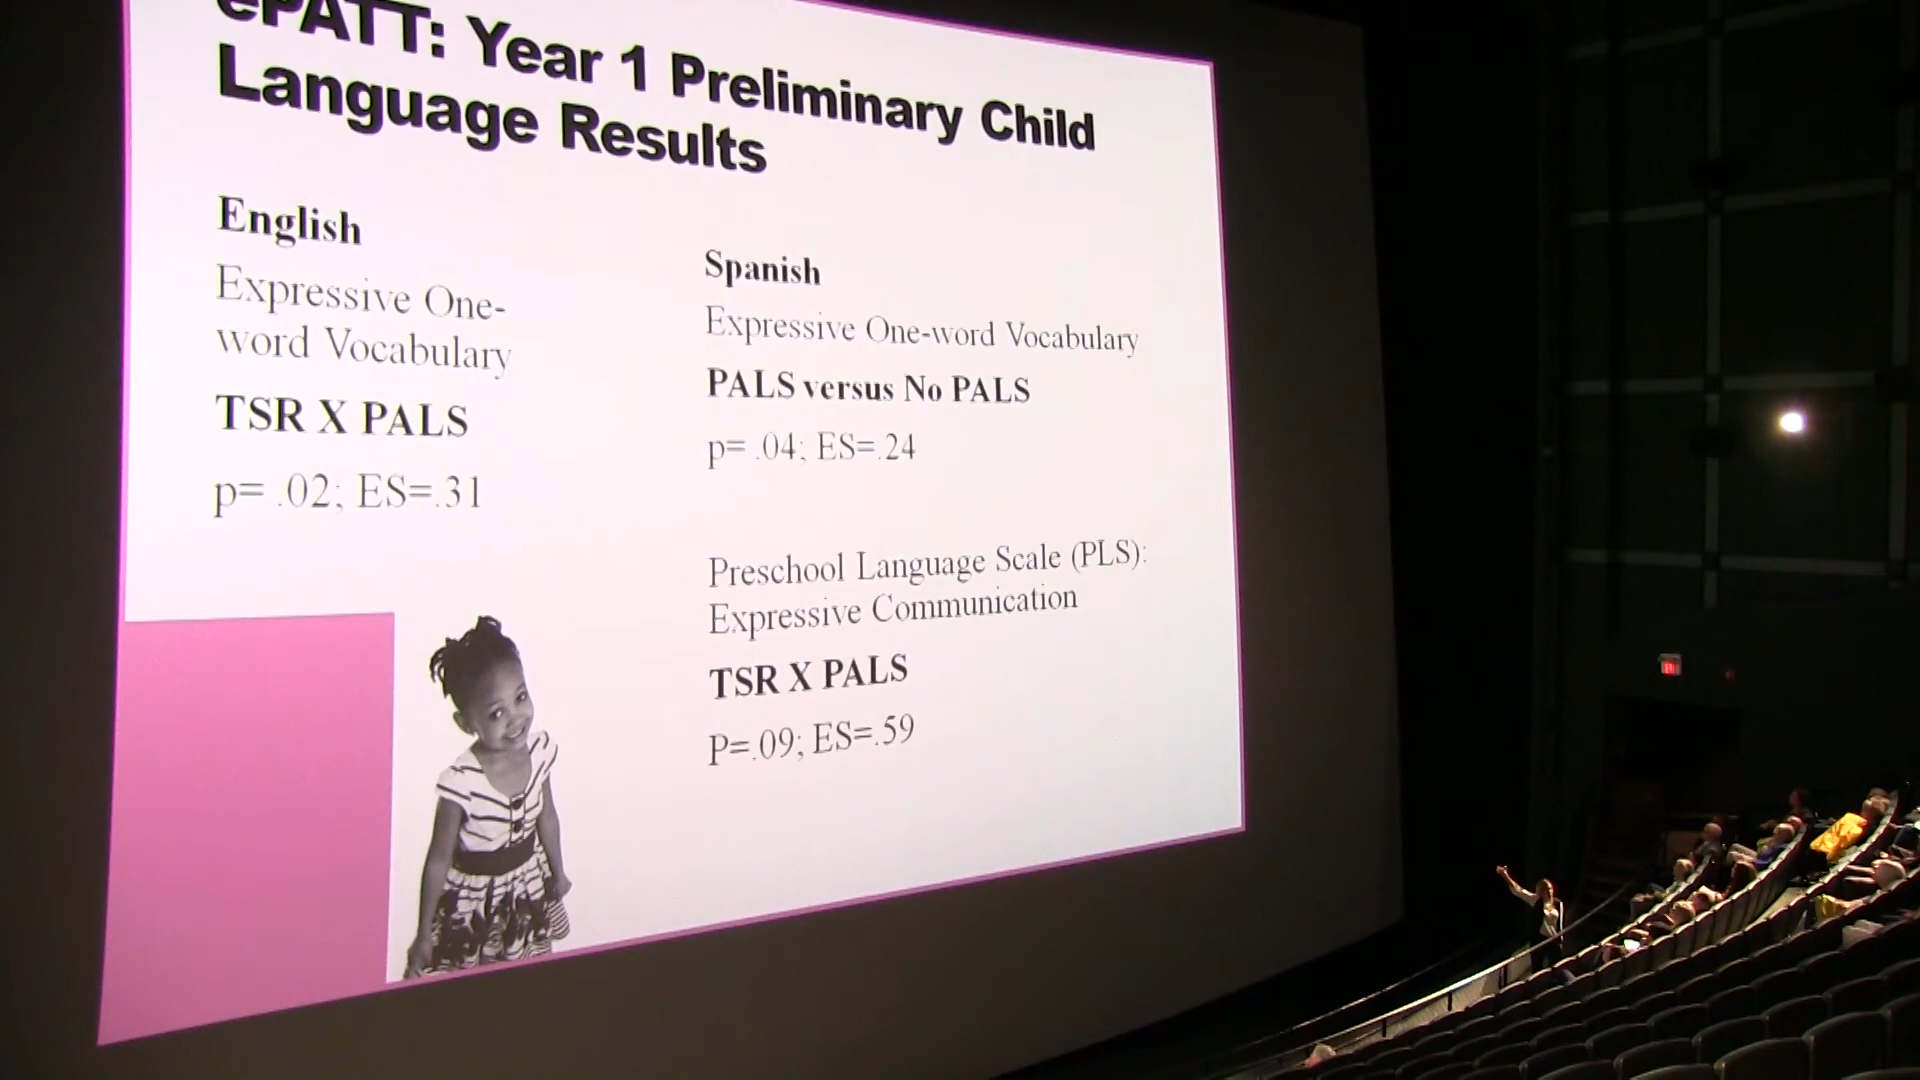 ePATT: Year 1 Preliminary Child
Language Results
English
Expressive One-
word Vocabulary
TSR X PALS
p= .02; ES=.31
Spanish
Expressive One-word Vocabulary
PALS versus No PALS
p= .04; ES=.24
Preschool Language Scale (PLS):
Expressive Communication
TSR X PALS
P=.09; ES=.59